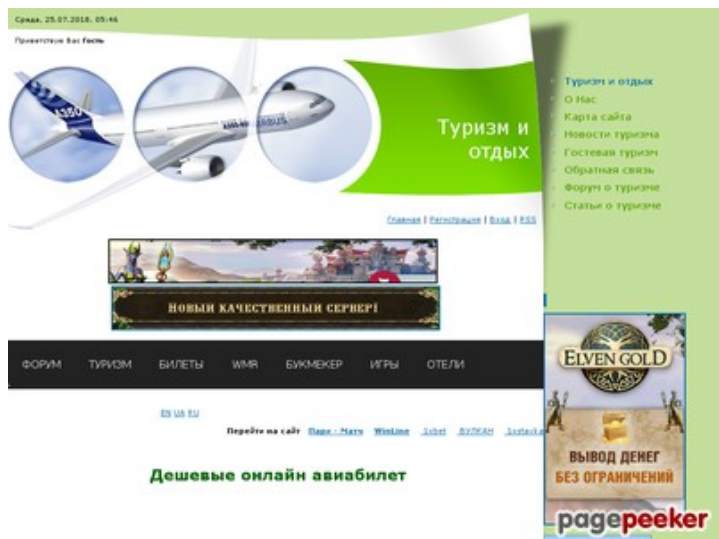 Среда, 25.07.2018, 05:46
Приветствую Вас Гость
A350
AIRBUS
Туризм и
отдых
Туризм и отдых
О Нас
Карта сайта
Новости туризма
Гостевая туризм
Обратная связь
Форум о туризме
Статьи о туризме
Главная | Регистрация | Вход | RSS
Новый качественный сервер!
ФОРУМ ТУРИЗМ БИЛЕТЫ WMR БУКМЕКЕР ИГРЫ ОТЕЛИ
ELVEN GOLD
ВЫВОД ДЕНЕГ
БЕЗ ОГРАНИЧЕНИЙ
EN UA RU
Перейти на сайт Пари - Матч WinLine 1xbet ВУЛКАН
Дешевые онлайн авиабилет
pagepeeker